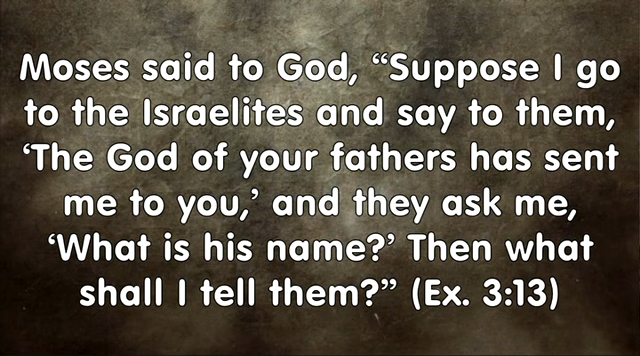 Moses said to God, “Suppose I go
to the Israelites and say to them,
‘The God of your fathers has sent
me to you,’ and they ask me,
‘What is his name?’ Then what
shall I tell them?” (Ex. 3:13)